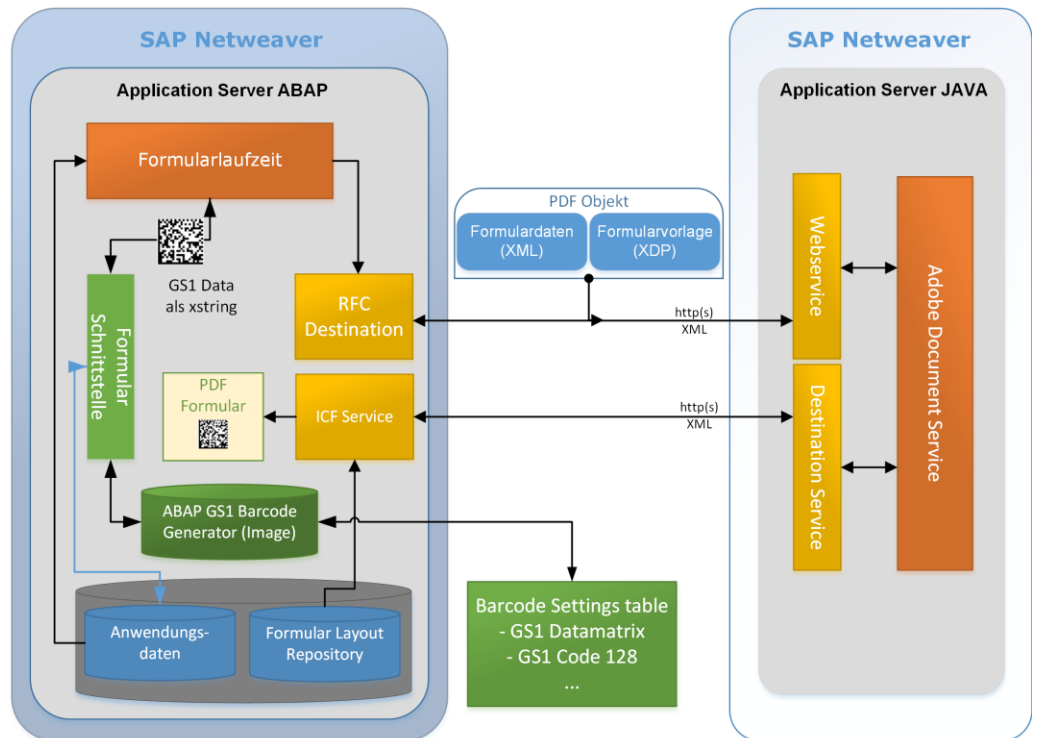 SAP Netweaver
Application Server ABAP
Formularlaufzeit
GS1 Data
als xstring
Formular
Schnittstelle
RFC
Destination
PDF
Formular
ICF Service
ABAP GS1 Barcode
Generator (Image)
Anwendungs-
daten
Formular Layout
Repository
PDF Objekt
Formulardaten
(XML)
Formularvorlage
(XDP)
http(s)
XML
http(s)
XML
Barcode Settings table
- GS1 Datamatrix
- GS1 Code 128
...
SAP Netweaver
Application Server JAVA
Webservice
Destination Service
Adobe Document Service